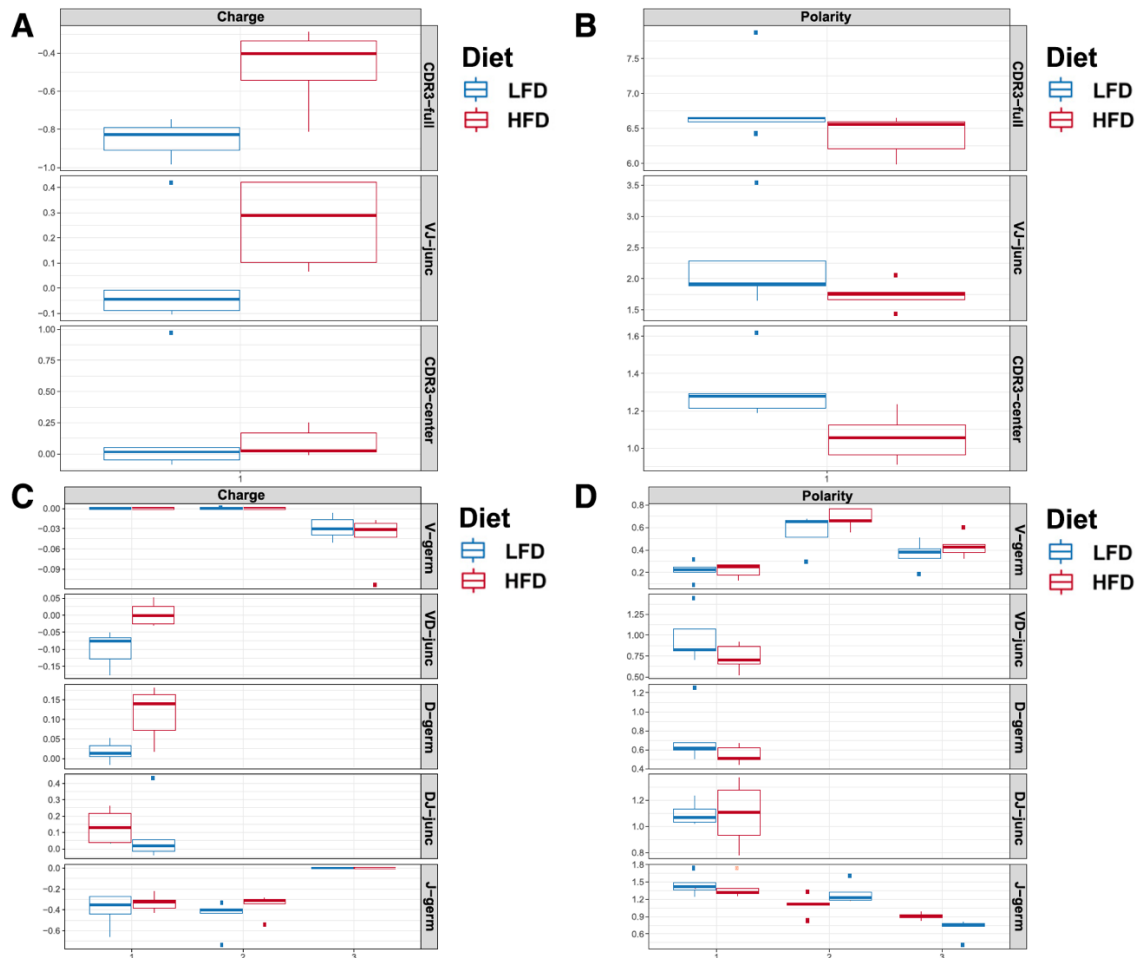 A
Charge
−0.4
−0.6
−0.8
−1.0
CDR3−full
0.4
0.3
0.2
0.1
0.0
−0.1
VJ−junc
1.00
0.75
0.50
0.25
0.00
CDR3−center
1
Diet
LFD
HFD
B
Polarity
7.5
7.0
6.5
6.0
CDR3−full
3.5
3.0
2.5
2.0
1.5
VJ−junc
1.6
1.4
1.2
1.0
CDR3−center
1
Diet
LFD
HFD
C
Charge
0.00
−0.03
−0.06
−0.09
V−germ
0.05
0.00
−0.05
−0.10
−0.15
VD−junc
0.15
0.10
0.05
0.00
D−germ
0.4
0.3
0.2
0.1
0.0
DJ−junc
0.0
−0.2
−0.4
−0.6
J−germ
1 2 3
Diet
LFD
HFD
D
Polarity
0.8
0.6
0.4
0.2
V−germ
1.25
1.00
0.75
0.50
VD−junc
1.2
1.0
0.8
0.6
0.4
D−germ
1.2
1.0
0.8
DJ−junc
1.8
1.5
1.2
0.9
0.6
J−germ
1 2 3
Diet
LFD
HFD